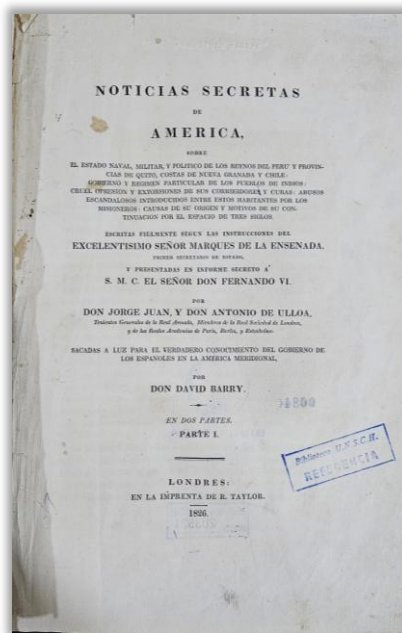 NOTICIAS SECRETAS
DE
AMERICA,
SOBRE
EL ESTADO NAVAL, MILITAR, Y POLITICO DE LOS REYNOS DEL PERU Y PROVIN-
CIAS DE QUITO, COSTAS DE NUEVA GRANADA Y CHILE:
GOBIERNO Y REGIMEN PARTICULAR DE LOS PUEBLOS DE INDIOS:
CRUEL OPRESION Y EXTORSIONES DE SUS CORREGIDORES Y CURAS: ABUSOS
ESCANDALOSOS INTRODUCIDOS ENTRE ESTOS HABITANTES POR LOS
MISIONEROS: CAUSAS DE SU ORIGEN Y MOTIVOS DE SU CON-
TINUACION POR EL ESPACIO DE TRES SIGLOS.
ESCRITAS FIELMENTE SEGUN LAS INSTRUCCIONES DEL
EXCELENTISIMO SEÑOR MARQUES DE LA ENSENADA.
PRIMER SECRETARIO DE ESTADO,
Y PRESENTADAS EN INFORME SECRETO A
S. M. C. EL SEÑOR DON FERNANDO VI.
POR
DON JORGE JUAN, Y DON ANTONIO DE ULLOA,
Tenientes Generales de la Real Armada, Miembros de la Real Sociedad de Londres,
y de las Reales Academias de Paris, Berlin, y Estockolmo.
SACADAS A LUZ PARA EL VERDADERO CONOCIMIENTO DEL GOBIERNO DE
LOS ESPAÑOLES EN LA AMERICA MERIDIONAL,
POR
DON DAVID BARRY.
EN DOS PARTES.
PARTE I.
Biblioteca U.N.S.C.H.
REFERENCIA
LONDRES:
EN LA IMPRENTA DE R. TAYLOR.
1826.